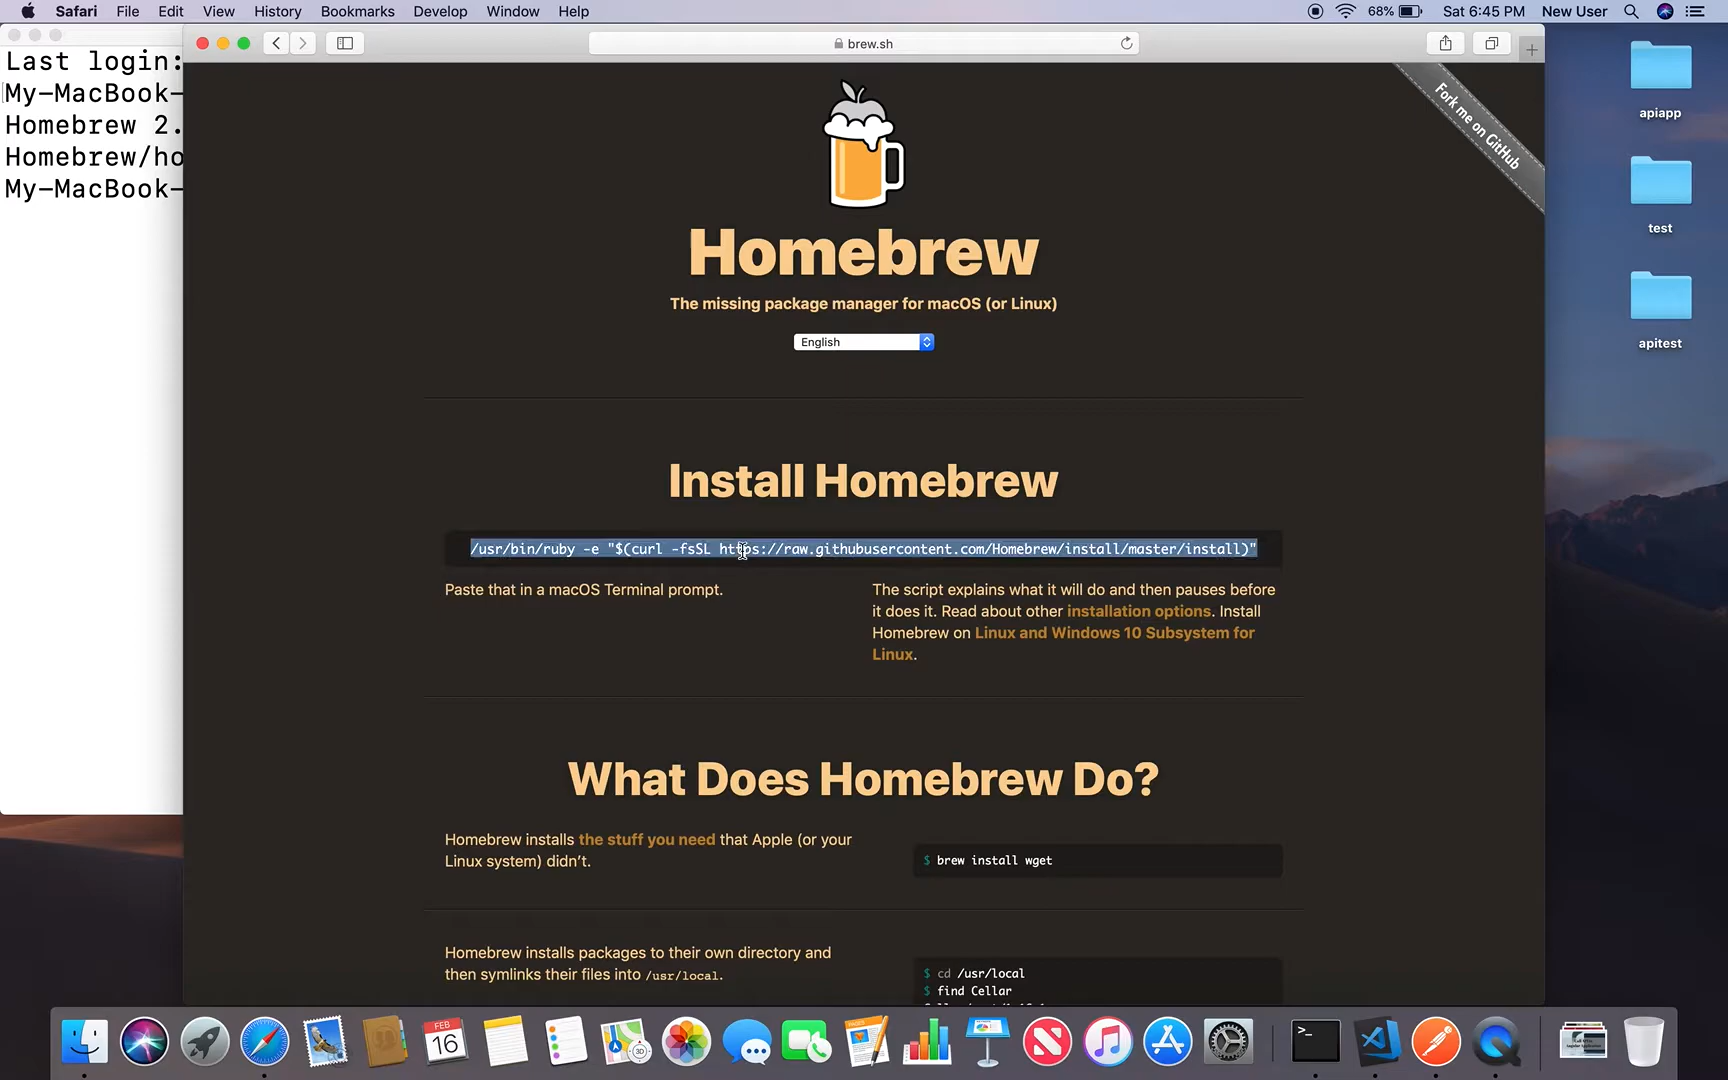 Safari File Edit View History Bookmarks Develop Window Help
68% Sat 6:45 PM New User
brew.sh
Last login:
My-MacBook-
Homebrew 2.
Homebrew/ho
My-MacBook-
Fork me on GitHub
apiapp
test
apitest
Homebrew
The missing package manager for macOS (or Linux)
English
Install Homebrew
/usr/bin/ruby -e "$(curl -fsSL https://raw.githubusercontent.com/Homebrew/install/master/install)"
Paste that in a macOS Terminal prompt.
The script explains what it will do and then pauses before
it does it. Read about other installation options. Install
Homebrew on Linux and Windows 10 Subsystem for
Linux.
What Does Homebrew Do?
Homebrew installs the stuff you need that Apple (or your
Linux system) didn't.
$ brew install wget
Homebrew installs packages to their own directory and
then symlinks their files into /usr/local.
$ cd /usr/local
$ find Cellar
FEB
16
3D
PAGES
>_